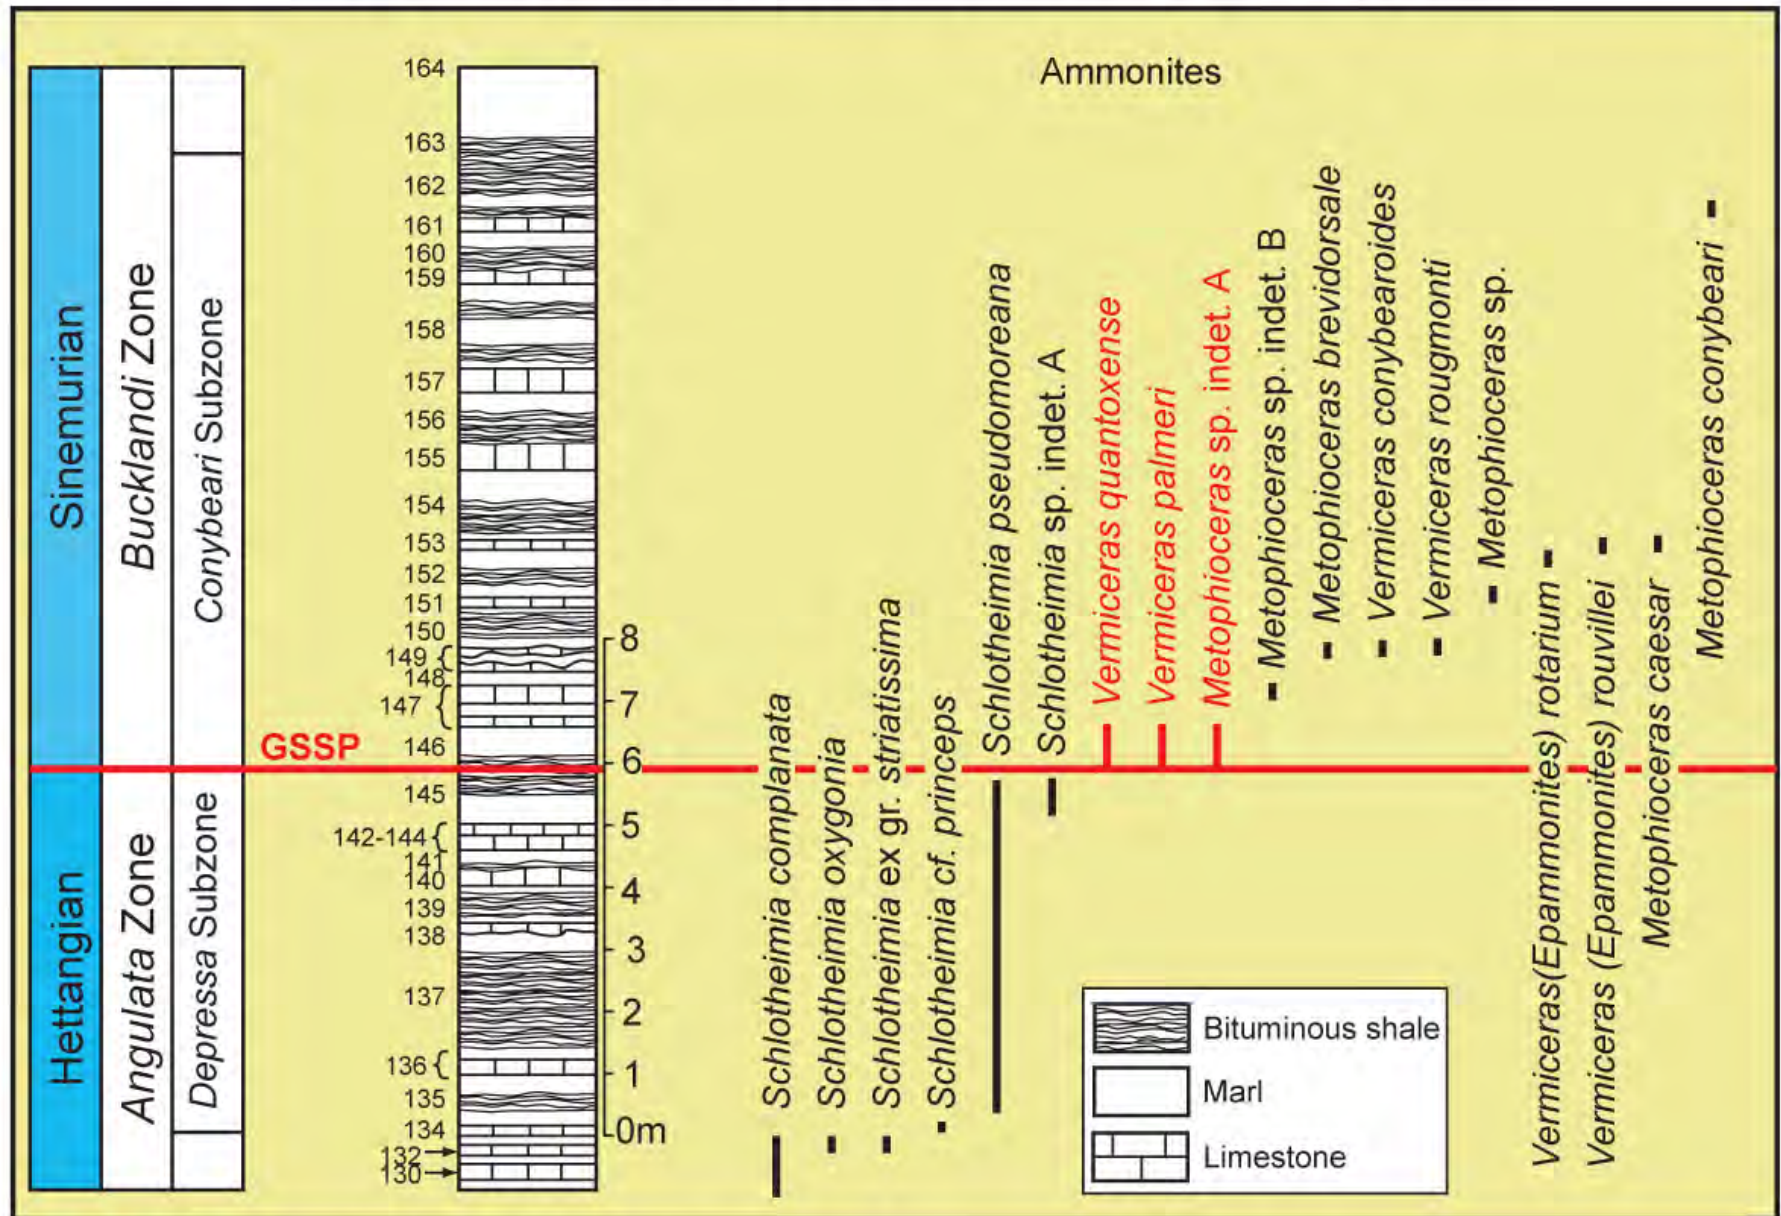 Ammonites
Sinemurian
Hettangian
Bucklandi Zone
Angulata Zone
Conybeari Subzone
Depressa Subzone
GSSP
164
163
162
161
160
159
158
157
156
155
154
153
152
151
150
149
148
147
146
145
142-144
141
140
139
138
137
136
135
134
132
130
8
7
6
5
4
3
2
1
0m
Schlotheimia complanata
Schlotheimia oxygonia
Schlotheimia ex gr. striatissima
Schlotheimia cf. princeps
Schlotheimia pseudomoreana
Schlotheimia sp. indet. A
Vermiceras quantoxense
Vermiceras palmeri
Metophioceras sp. indet. A
Metophioceras sp. indet. B
Metophioceras brevidorsale
Vermiceras conybearoides
Vermiceras rougmonti
Metophioceras sp.
Vermiceras(Epammonites) rotarium
Vermiceras (Epammonites) rouvillei
Metophioceras caesar
Metophioceras conybeari
Bituminous shale
Marl
Limestone